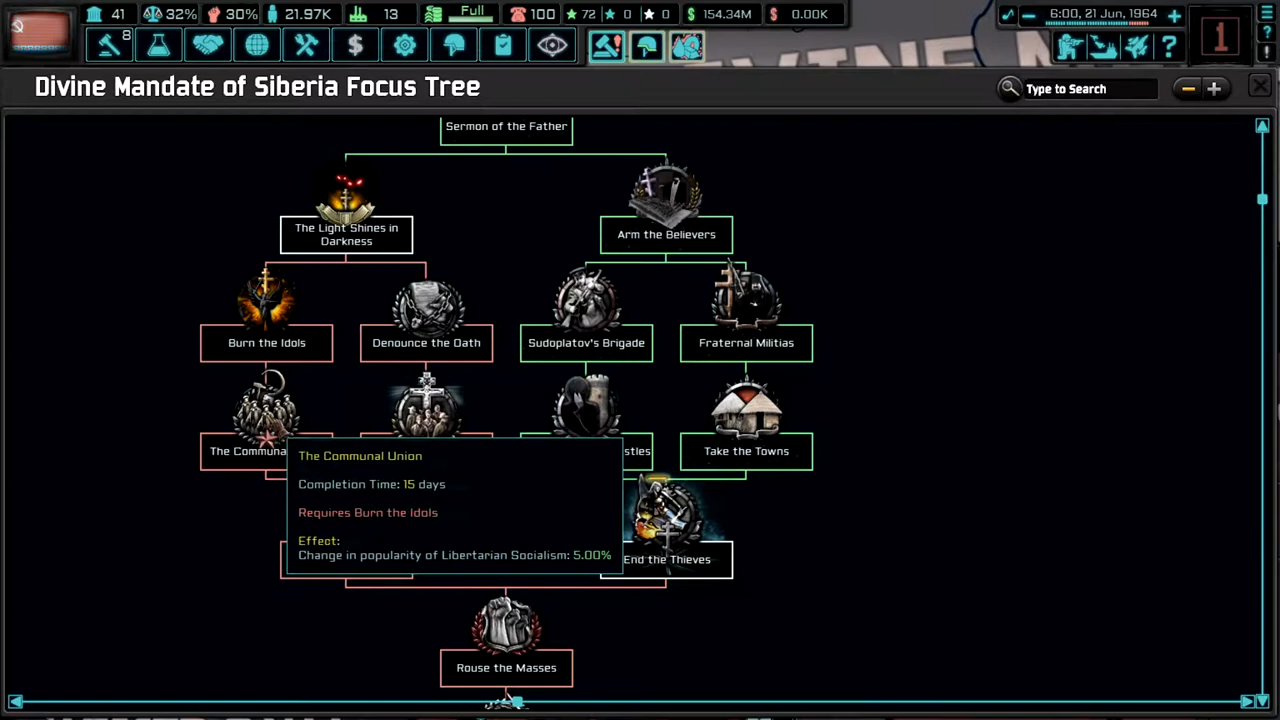 41
32%
30%
21.97K
13
Full
100
72
0
0
154.34M
0.00K
6:00, 21 Jun, 1964
8
$
?
1
?
Divine Mandate of Siberia Focus Tree
Type to Search
Sermon of the Father
The Light Shines in
Darkness
Arm the Believers
Burn the Idols
Denounce the Oath
Sudoplatov's Brigade
Fraternal Militias
The Communa
stles
Take the Towns
The Communal Union
Completion Time: 15 days
Requires Burn the Idols
Effect:
Change in popularity of Libertarian Socialism: 5.00%
End the Thieves
Rouse the Masses